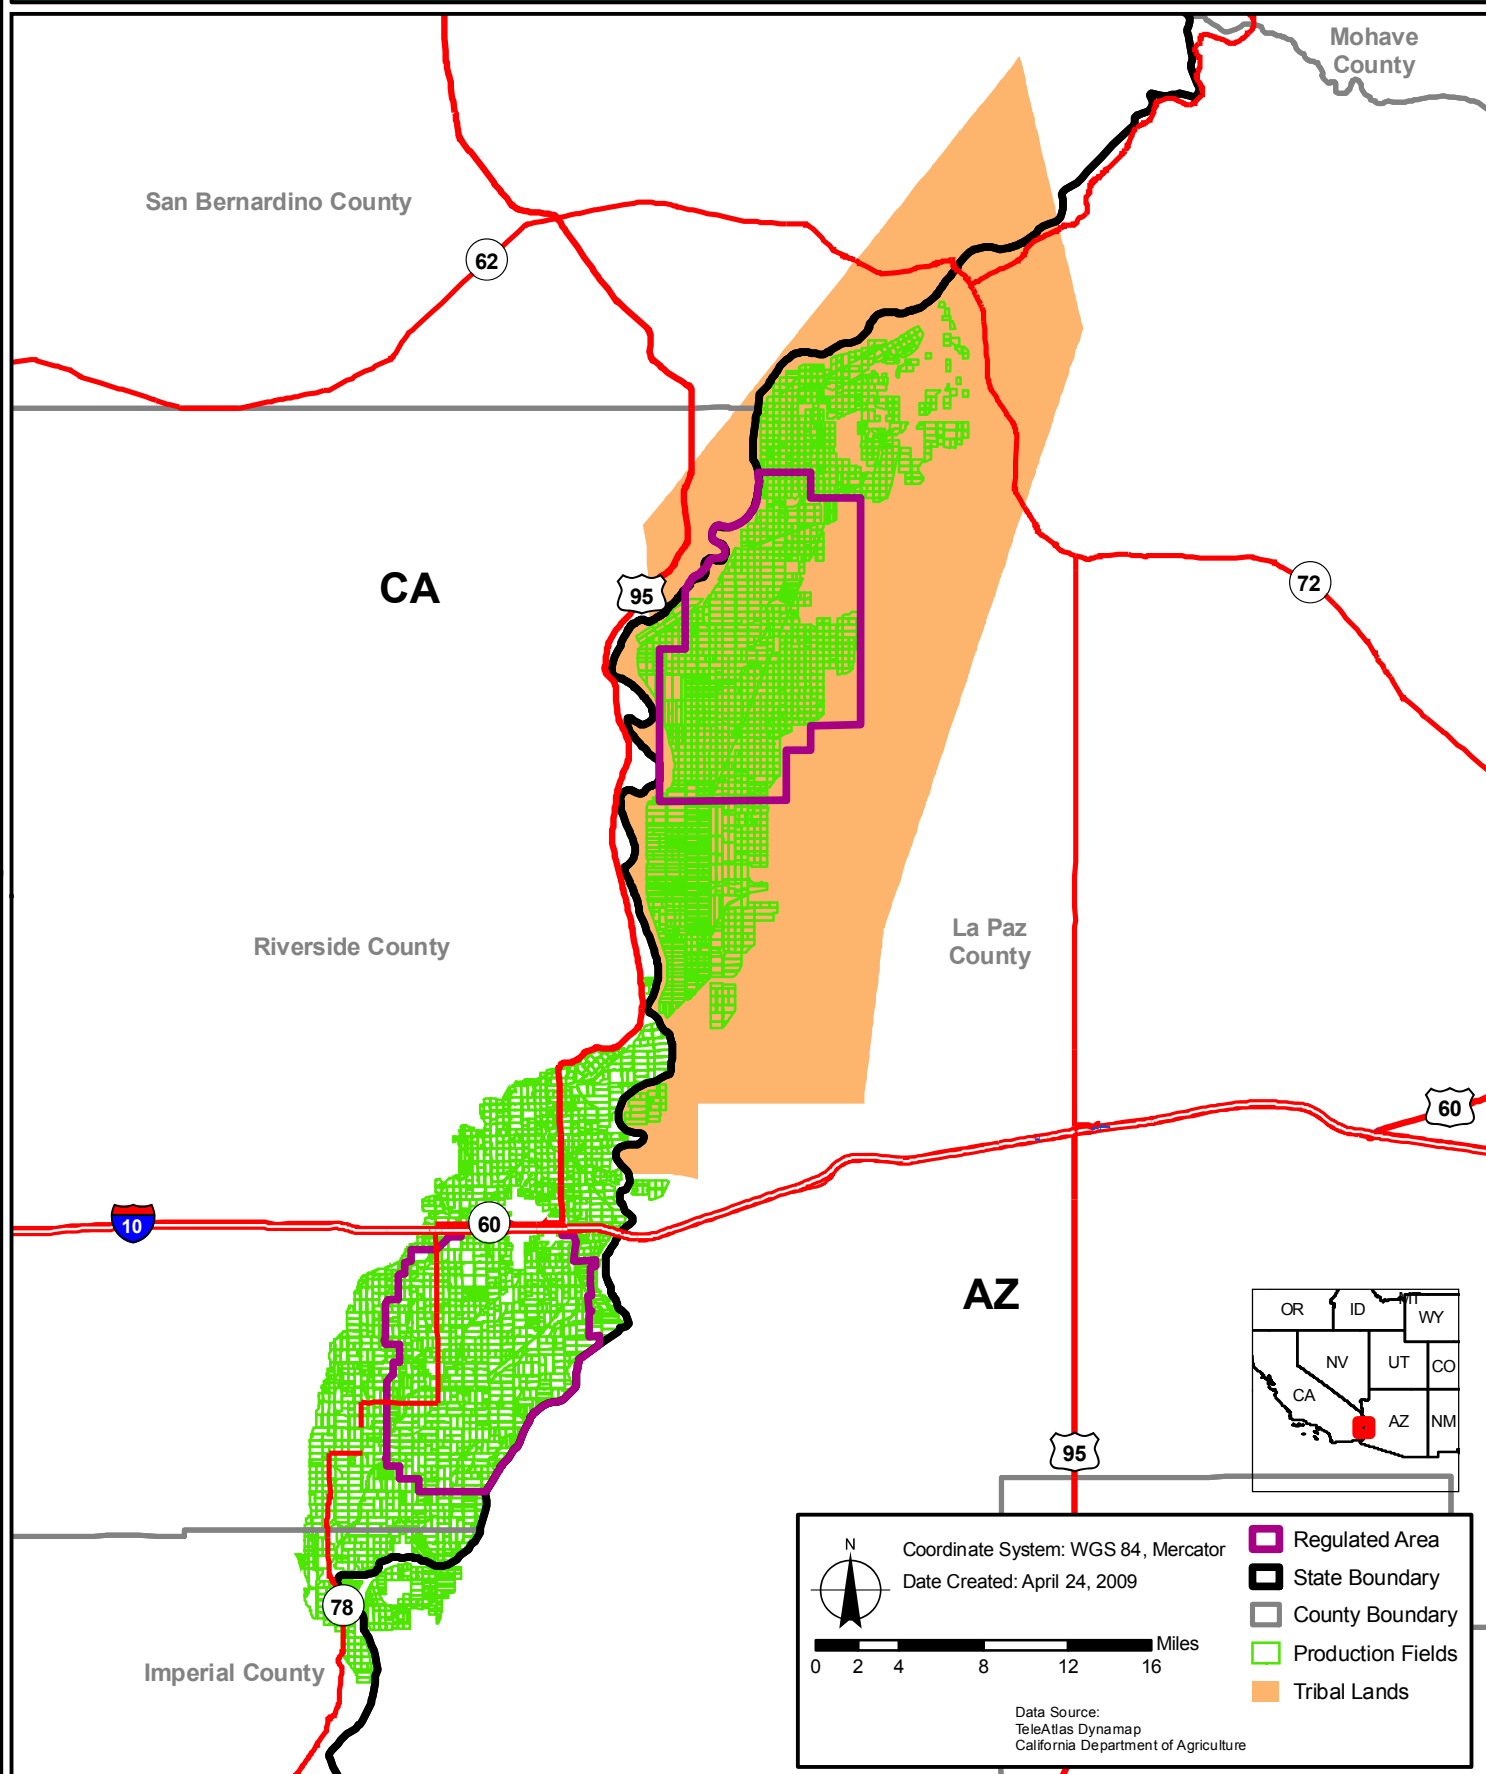 Mohave
County
San Bernardino County
62
CA
95
72
Riverside County
La Paz
County
60
10
60
AZ
OR
ID
MT
WY
NV
UT
CO
CA
AZ
NM
95
78
Imperial County
N
Coordinate System: WGS 84, Mercator
Date Created: April 24, 2009
Miles
0 2 4 8 12 16
Data Source:
TeleAtlas Dynamap
California Department of Agriculture
Regulated Area
State Boundary
County Boundary
Production Fields
Tribal Lands